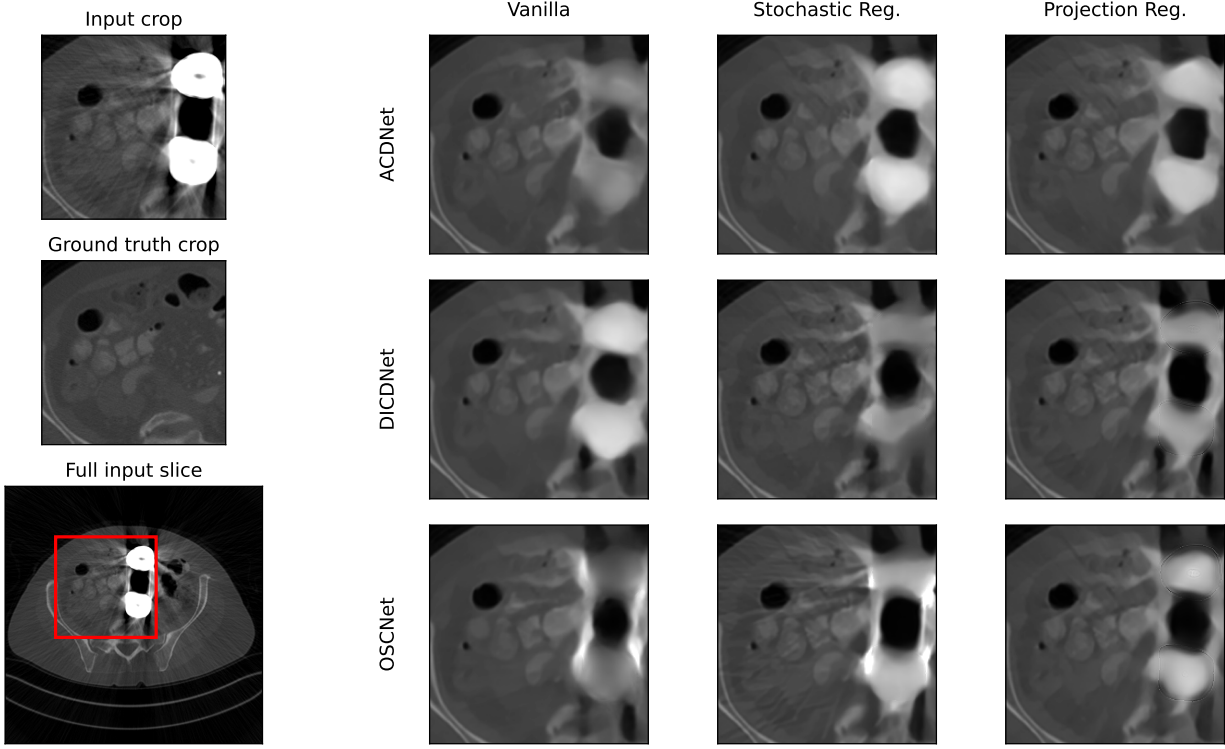 Input crop
Vanilla
Stochastic Reg.
Projection Reg.
ACDNet
Ground truth crop
DICDNet
Full input slice
OSCNet